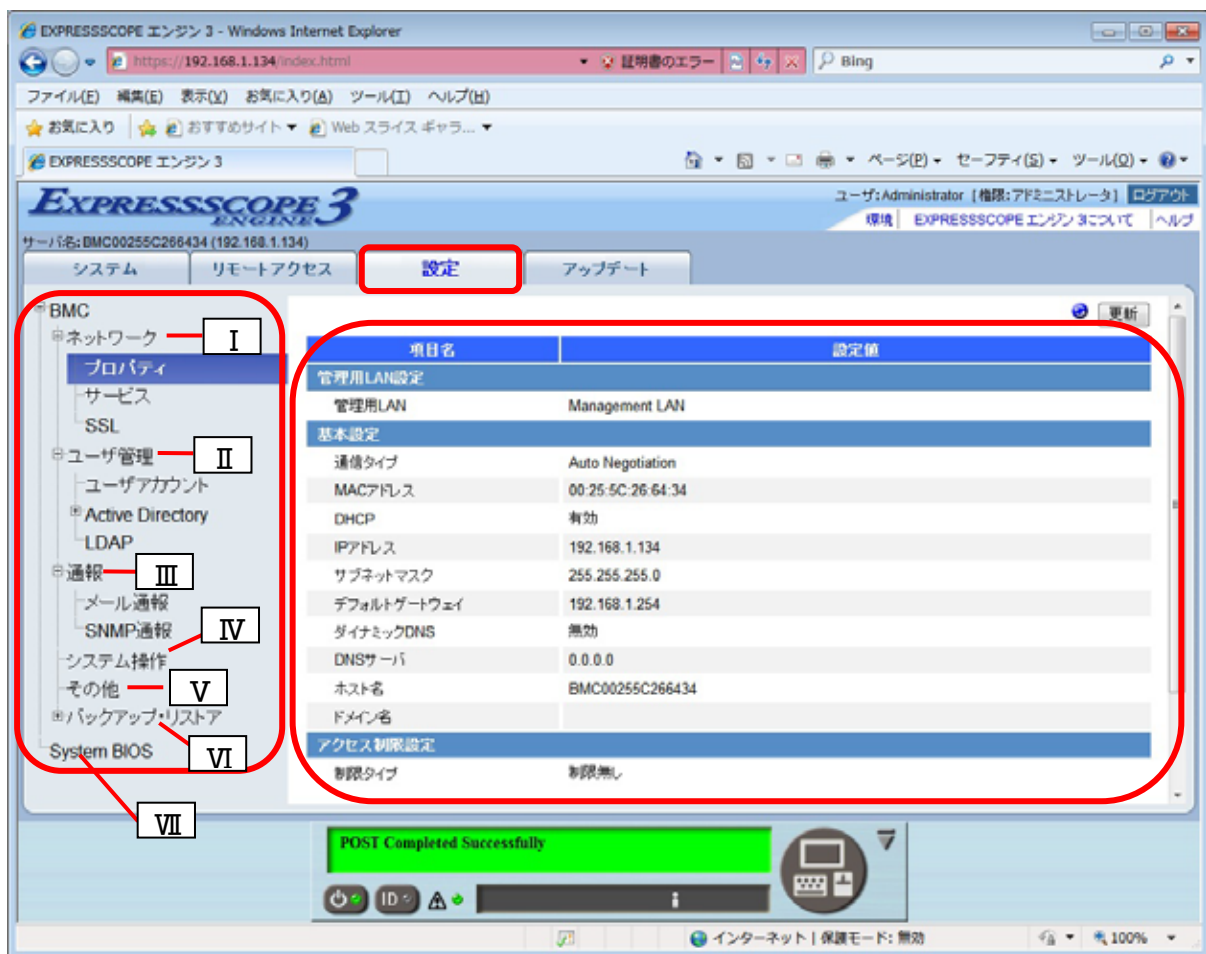 EXPRESSSCOPE エンジン 3 - Windows Internet Explorer
https://192.168.1.134/index.html
証明書のエラー
Bing
ファイル(F) 編集(E) 表示(V) お気に入り(A) ツール(T) ヘルプ(H)
お気に入り おすすめサイト Web スライス ギャラ...
EXPRESSSCOPE エンジン 3
ページ(P) セーフティ(S) ツール(O)
EXPRESSSCOPE ENGINE 3
ユーザ:Administrator [権限:アドミニストレータ] ログアウト
環境 EXPRESSSCOPE エンジン 3について ヘルプ
サーバ名:BMC00255C266434 (192.168.1.134)
システム リモートアクセス 設定 アップデート
BMC
ネットワーク Ⅰ
プロパティ
サービス
SSL
ユーザ管理 Ⅱ
ユーザアカウント
Active Directory
LDAP
通報 Ⅲ
メール通報
SNMP通報 Ⅳ
システム操作
その他 Ⅴ
バックアップ・リストア
System BIOS Ⅵ
Ⅶ
更新
項目名 設定値
管理用LAN設定
管理用LAN Management LAN
基本設定
通信タイプ Auto Negotiation
MACアドレス 00:25:5C:26:64:34
DHCP 有効
IPアドレス 192.168.1.134
サブネットマスク 255.255.255.0
デフォルトゲートウェイ 192.168.1.254
ダイナミックDNS 無効
DNSサーバ 0.0.0.0
ホスト名 BMC00255C266434
ドメイン名
アクセス制限設定
制限タイプ 制限無し
POST Completed Successfully
ID
インターネット | 保護モード: 無効 100%